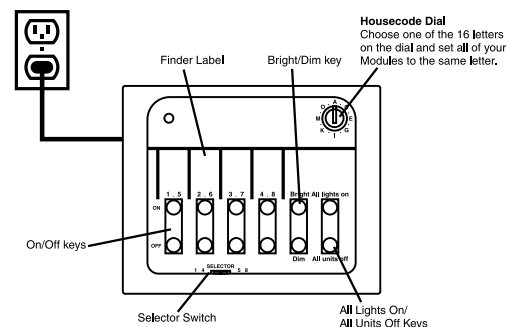 Housecode Dial
Choose one of the 16 letters
on the dial and set all of your
Modules to the same letter.
Finder Label
Bright/Dim key
A
O
M E
K G
I
1 . 5 2 . 6 3 . 7 4 . 8 Bright All lights on
ON
OFF
Dim All units off
SELECTOR
1 4 5 8
On/Off keys
Selector Switch
All Lights On/
All Units Off Keys